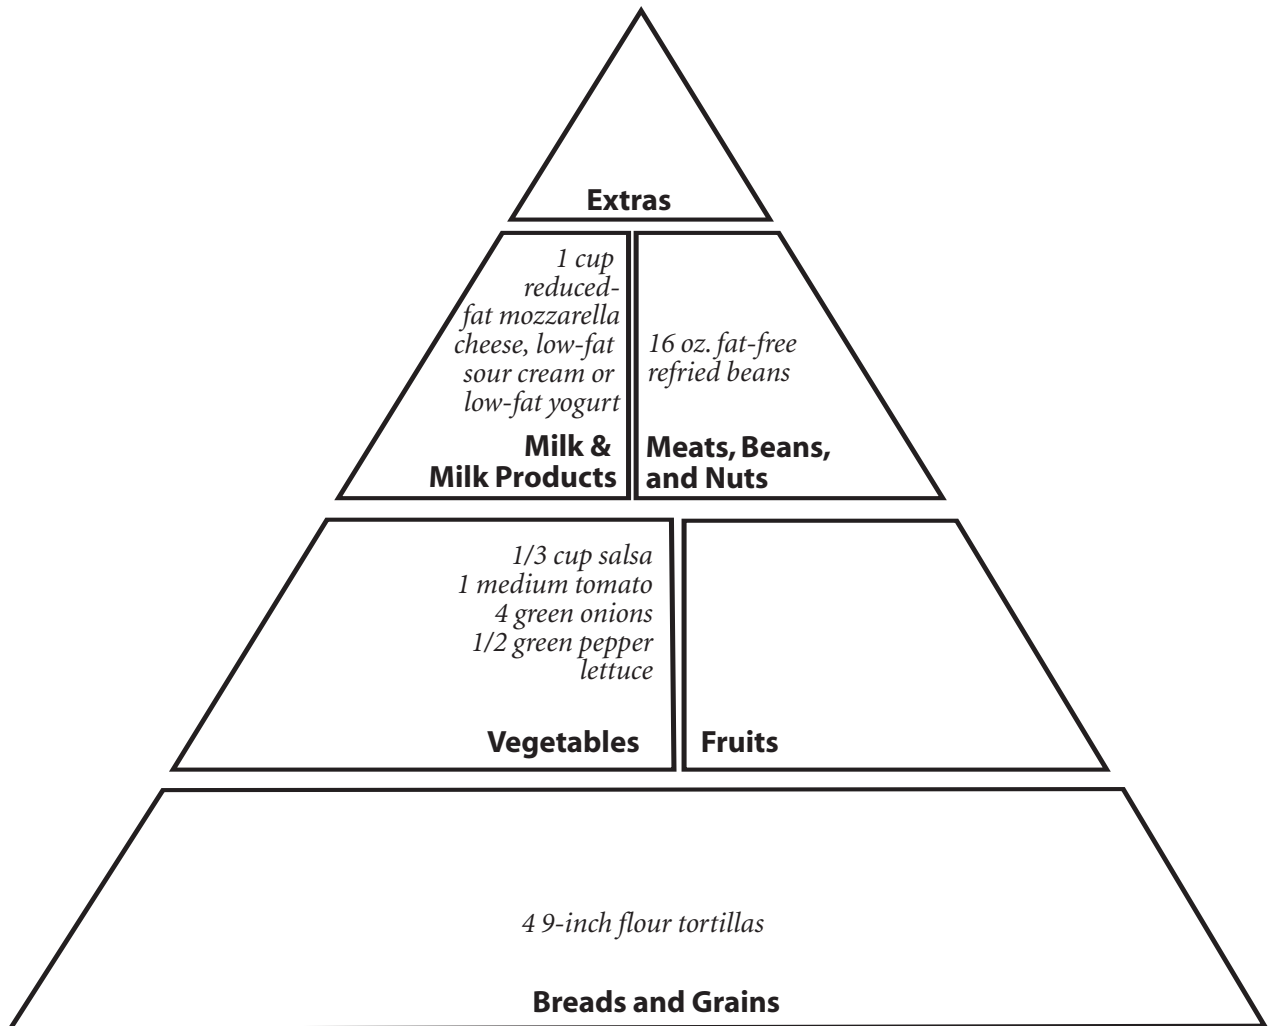 Extras
1 cup
reduced-
fat mozzarella
cheese, low-fat
sour cream or
low-fat yogurt
Milk &
Milk Products
16 oz. fat-free
refried beans
Meats, Beans,
and Nuts
1/3 cup salsa
1 medium tomato
4 green onions
1/2 green pepper
lettuce
Vegetables
Fruits
4 9-inch flour tortillas
Breads and Grains